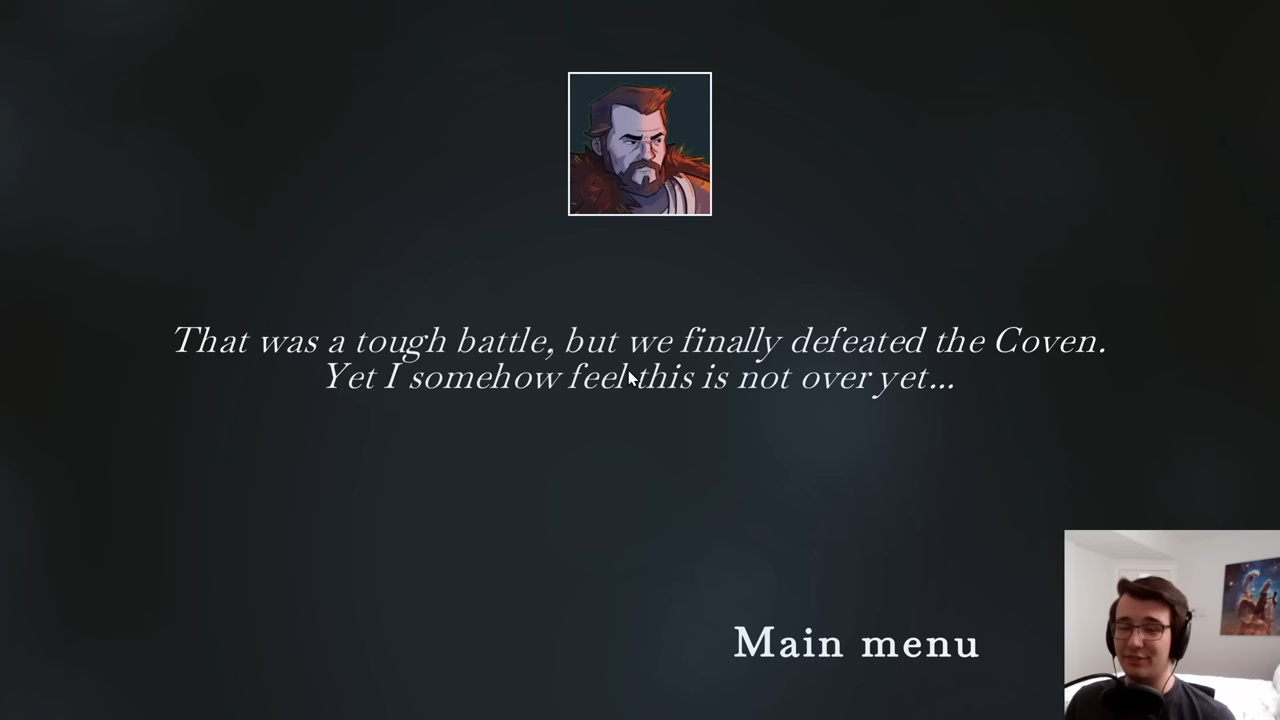 That was a tough battle, but we finally defeated the Coven.
Yet I somehow feel this is not over yet...
Main menu